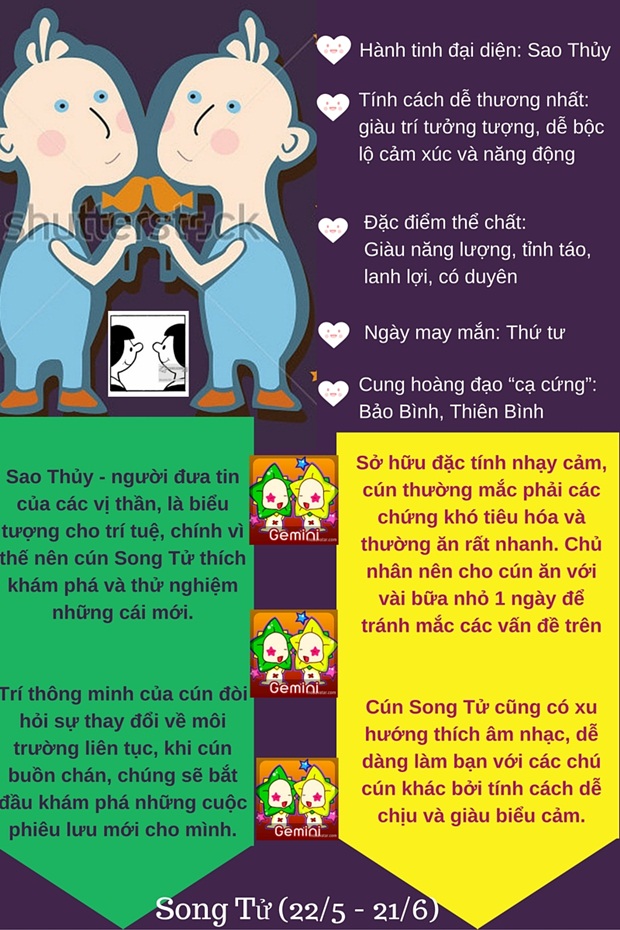 Hành tinh đại diện: Sao Thủy
Tính cách dễ thương nhất:
giàu trí tưởng tượng, dễ bộc
lộ cảm xúc và năng động
shutterstock
Đặc điểm thể chất:
Giàu năng lượng, tỉnh táo,
lanh lợi, có duyên
Ngày may mắn: Thứ tư
Cung hoàng đạo “cạ cứng”:
Bảo Bình, Thiên Bình
Sao Thủy - người đưa tin
của các vị thần, là biểu
tượng cho trí tuệ, chính vì
thế nên cún Song Tử thích
khám phá và thử nghiệm
những cái mới.
Trí thông minh của cún đòi
hỏi sự thay đổi về môi
trường liên tục, khi cún
buồn chán, chúng sẽ bắt
đầu khám phá những cuộc
phiêu lưu mới cho mình.
Gemini
Gemini
Gemini
Sở hữu đặc tính nhạy cảm,
cún thường mắc phải các
chứng khó tiêu hóa và
thường ăn rất nhanh. Chủ
nhân nên cho cún ăn với
vài bữa nhỏ 1 ngày để
tránh mắc các vấn đề trên
Cún Song Tử cũng có xu
hướng thích âm nhạc, dễ
dàng làm bạn với các chú
cún khác bởi tính cách dễ
chịu và giàu biểu cảm.
Song Tử (22/5 - 21/6)